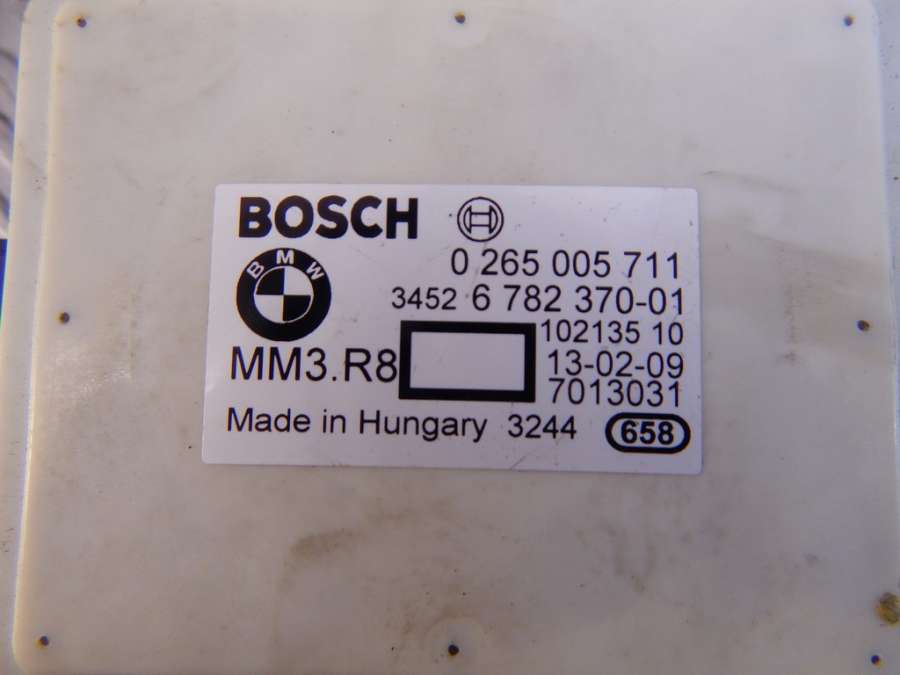 BOSCH
BMW
0 265 005 711
3452 6 782 370-01
102135 10
MM3.R8
13-02-09
7013031
Made in Hungary 3244
658